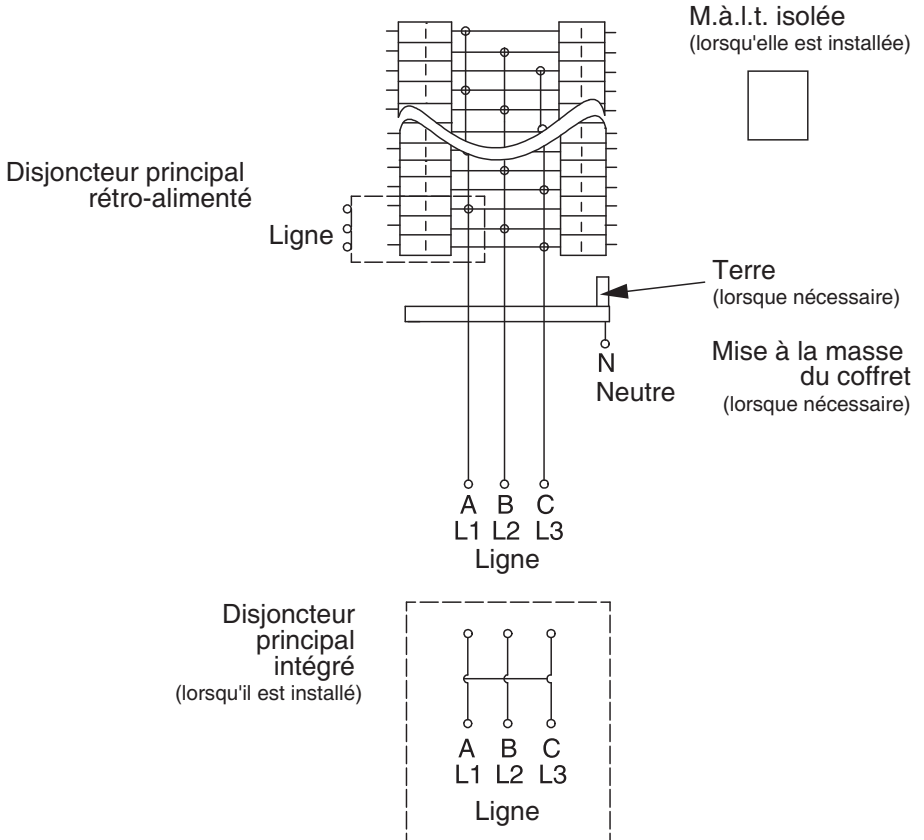 M.à.l.t. isolée
(lorsqu'elle est installée)
Disjoncteur principal
rétro-alimenté
Ligne
Terre
(lorsque nécessaire)
N
Neutre
Mise à la masse
du coffret
(lorsque nécessaire)
A B C
L1 L2 L3
Ligne
Disjoncteur
principal
intégré
(lorsqu'il est installé)
A B C
L1 L2 L3
Ligne